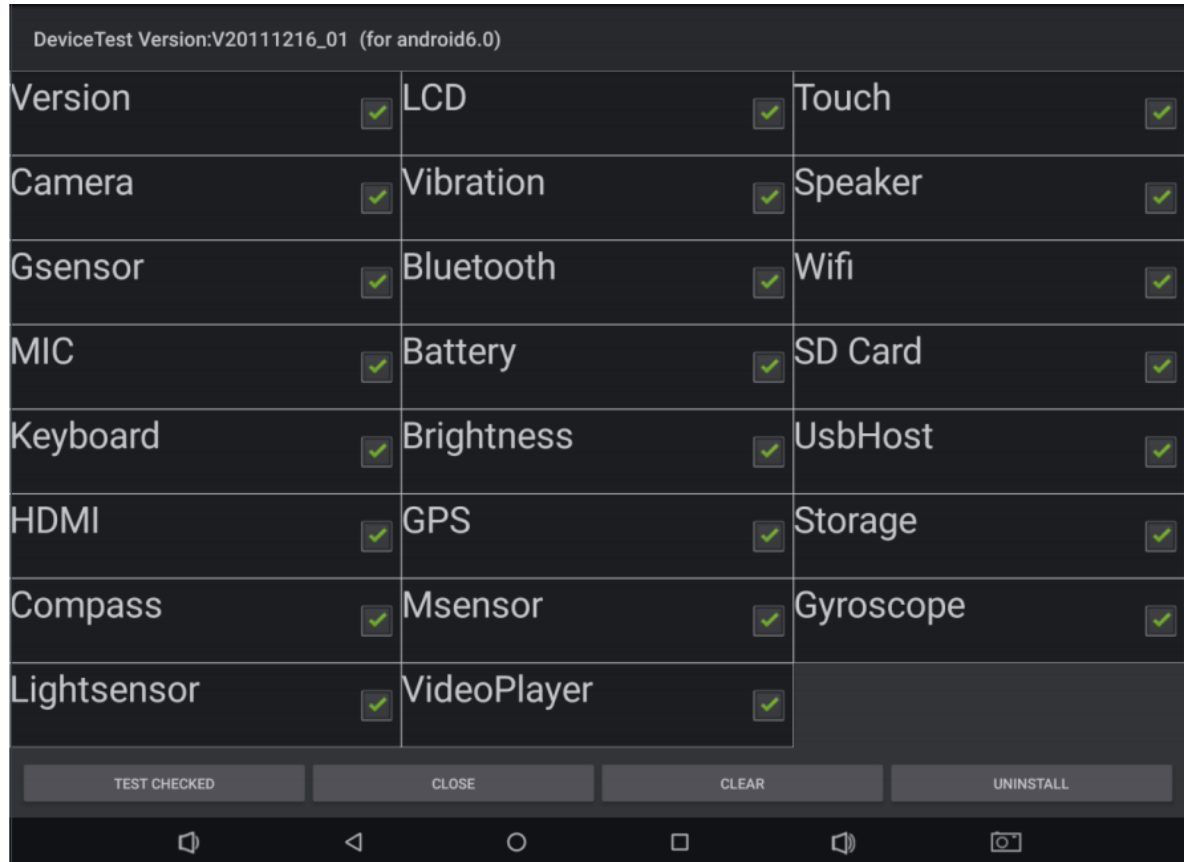 DeviceTest Version:V20111216_01 (for android6.0)
Version LCD Touch
Camera Vibration Speaker
Gsensor Bluetooth Wifi
MIC Battery SD Card
Keyboard Brightness UsbHost
HDMI GPS Storage
Compass Msensor Gyroscope
Lightsensor VideoPlayer
TEST CHECKED CLOSE CLEAR UNINSTALL